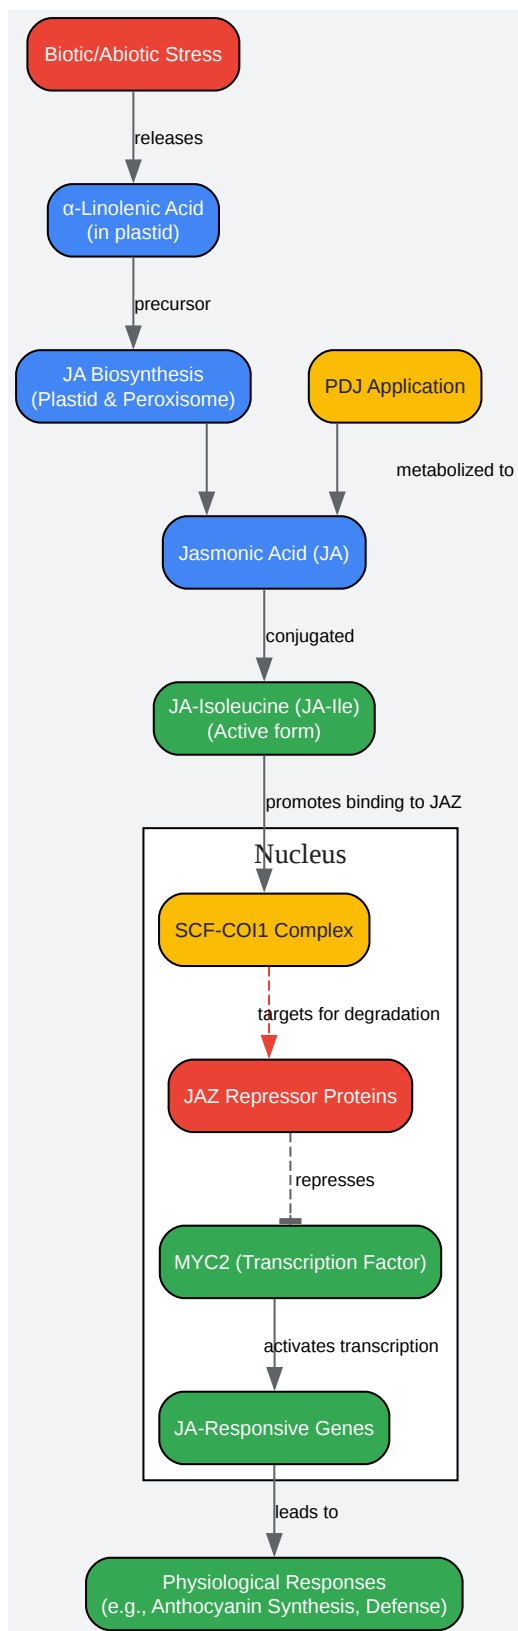 Biotic/Abiotic Stress
releases
α-Linolenic Acid
(in plastid)
precursor
JA Biosynthesis
(Plastid & Peroxisome)
PDJ Application
metabolized to
Jasmonic Acid (JA)
conjugated
JA-Isoleucine (JA-Ile)
(Active form)
promotes binding to JAZ
Nucleus
SCF-COI1 Complex
targets for degradation
JAZ Repressor Proteins
represses
MYC2 (Transcription Factor)
activates transcription
JA-Responsive Genes
leads to
Physiological Responses
(e.g., Anthocyanin Synthesis, Defense)